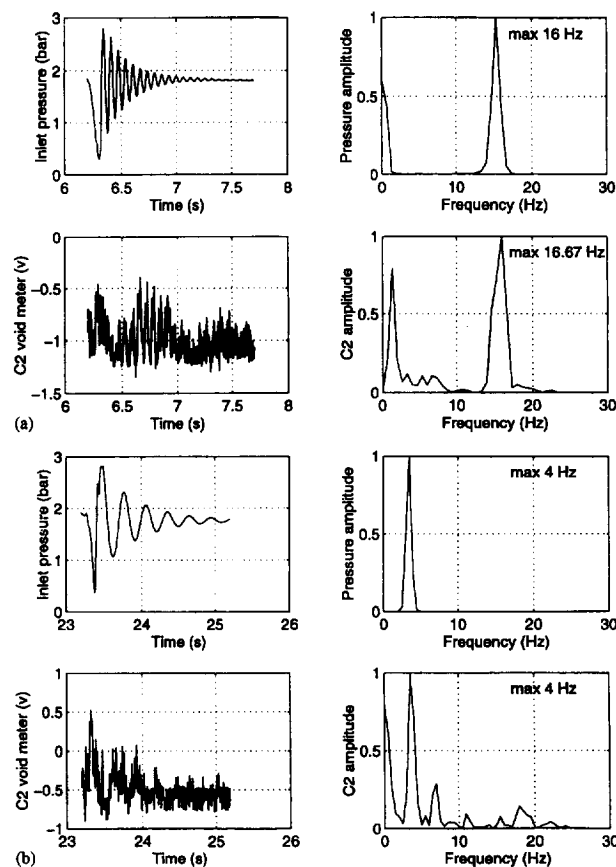 3
2
1
0
6 6.5 7 7.5 8
Inlet pressure (bar)
Time (s)
1
0.5
0
0 10 20 30
Pressure amplitude
max 16 Hz
Frequency (Hz)
0
−0.5
−1
−1.5
6 6.5 7 7.5 8
C2 void meter (v)
Time (s)
1
0.5
0
0 10 20 30
C2 amplitude
max 16.67 Hz
Frequency (Hz)
(a)
3
2
1
0
23 24 25 26
Inlet pressure (bar)
Time (s)
1
0.5
0
0 10 20 30
Pressure amplitude
max 4 Hz
Frequency (Hz)
1
0.5
0
−0.5
−1
23 24 25 26
C2 void meter (v)
Time (s)
1
0.5
0
0 10 20 30
C2 amplitude
max 4 Hz
Frequency (Hz)
(b)